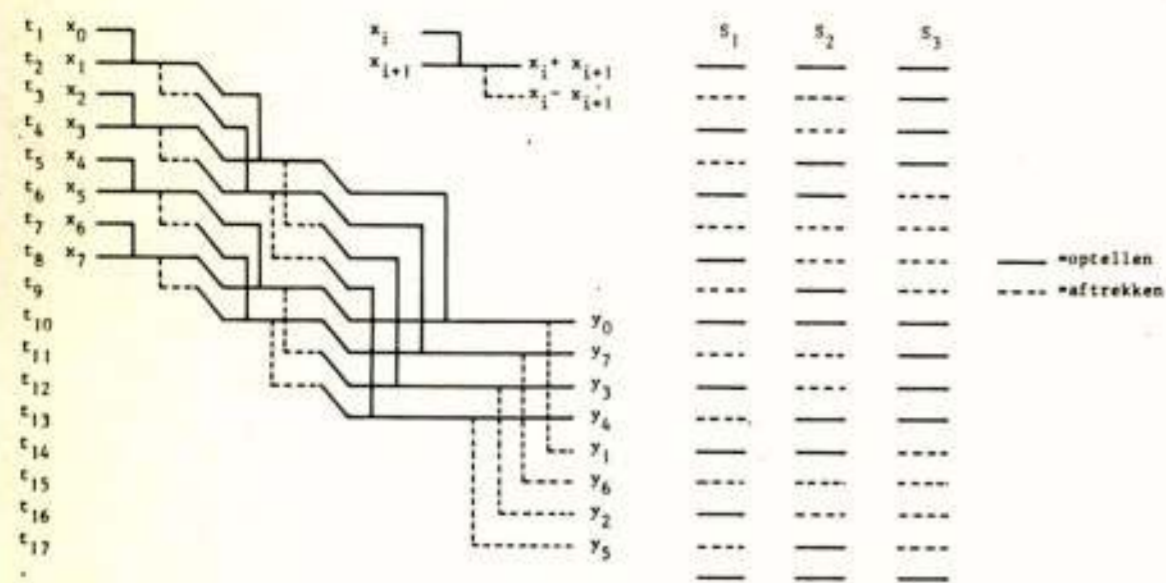 t1 x0 xi S1 S2 S3
t2 x1 xi+1 xi+ xi+1
t3 x2 xi- xi+1
t4 x3
t5 x4
t6 x5
t7 x6
t8 x7 =optellen
t9 =aftrekken
t10 y0
t11 y7
t12 y3
t13 y4
t14 y1
t15 y6
t16 y2
t17 y5